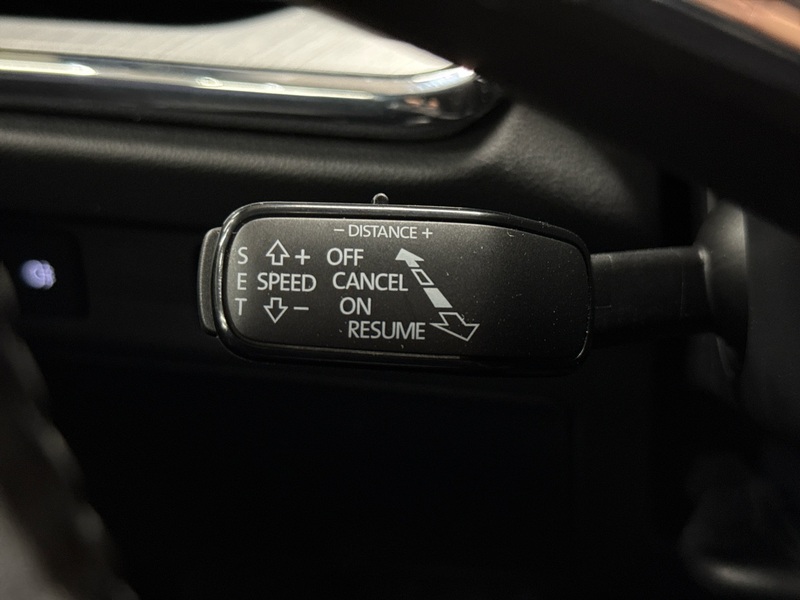 − DISTANCE +
S + OFF
E SPEED CANCEL
T − ON
RESUME